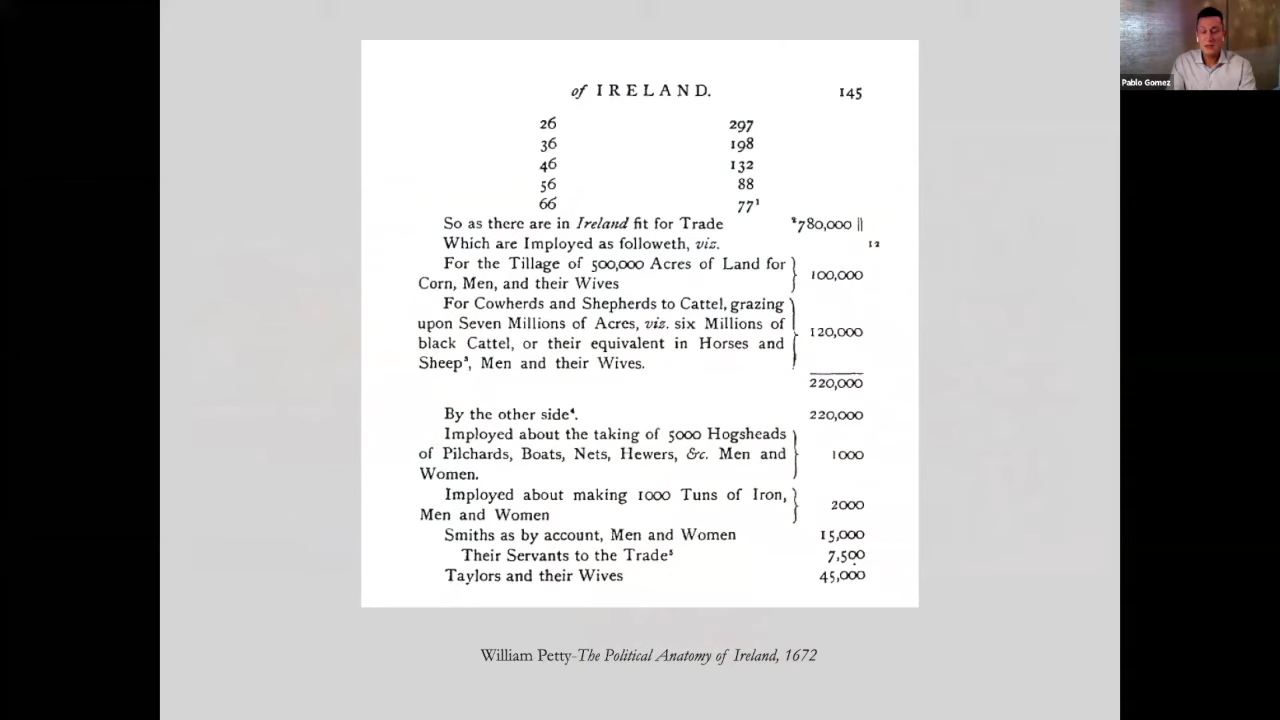 of IRELAND. 145
26 297
36 198
46 132
56 88
66 77¹
So as there are in Ireland fit for Trade ²780,000 ||
Which are Imployed as followeth, viz. 12
For the Tillage of 500,000 Acres of Land for
Corn, Men, and their Wives 100,000
For Cowherds and Shepherds to Cattel, grazing
upon Seven Millions of Acres, viz. six Millions of
black Cattel, or their equivalent in Horses and 120,000
Sheep³, Men and their Wives.
220,000
By the other side⁴. 220,000
Imployed about the taking of 5000 Hogsheads
of Pilchards, Boats, Nets, Hewers, &c. Men and 1000
Women.
Imployed about making 1000 Tuns of Iron,
Men and Women 2000
Smiths as by account, Men and Women 15,000
Their Servants to the Trade⁵ 7,500
Taylors and their Wives 45,000
William Petty-The Political Anatomy of Ireland, 1672
Pablo Gomez